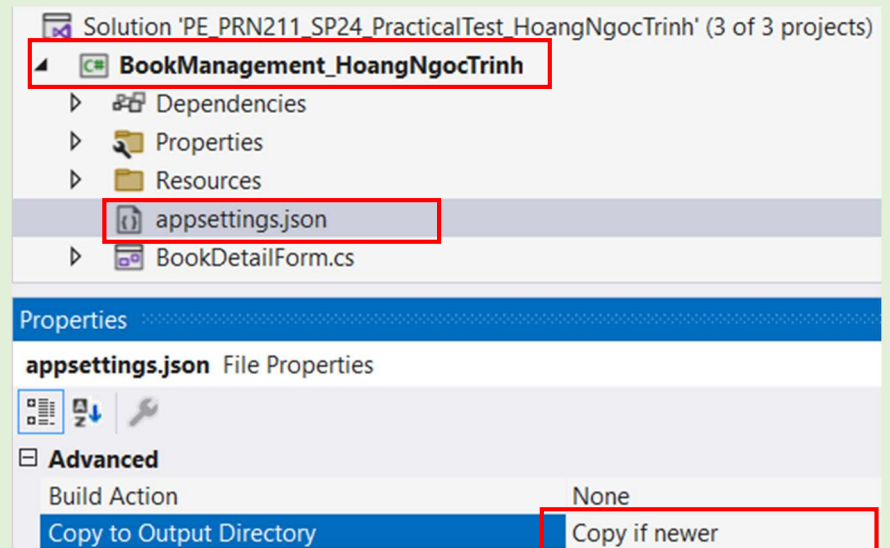 Solution 'PE_PRN211_SP24_PracticalTest_HoangNgocTrinh' (3 of 3 projects)
C# BookManagement_HoangNgocTrinh
Dependencies
Properties
Resources
appsettings.json
BookDetailForm.cs
Properties
appsettings.json File Properties
Advanced
Build Action None
Copy to Output Directory Copy if newer